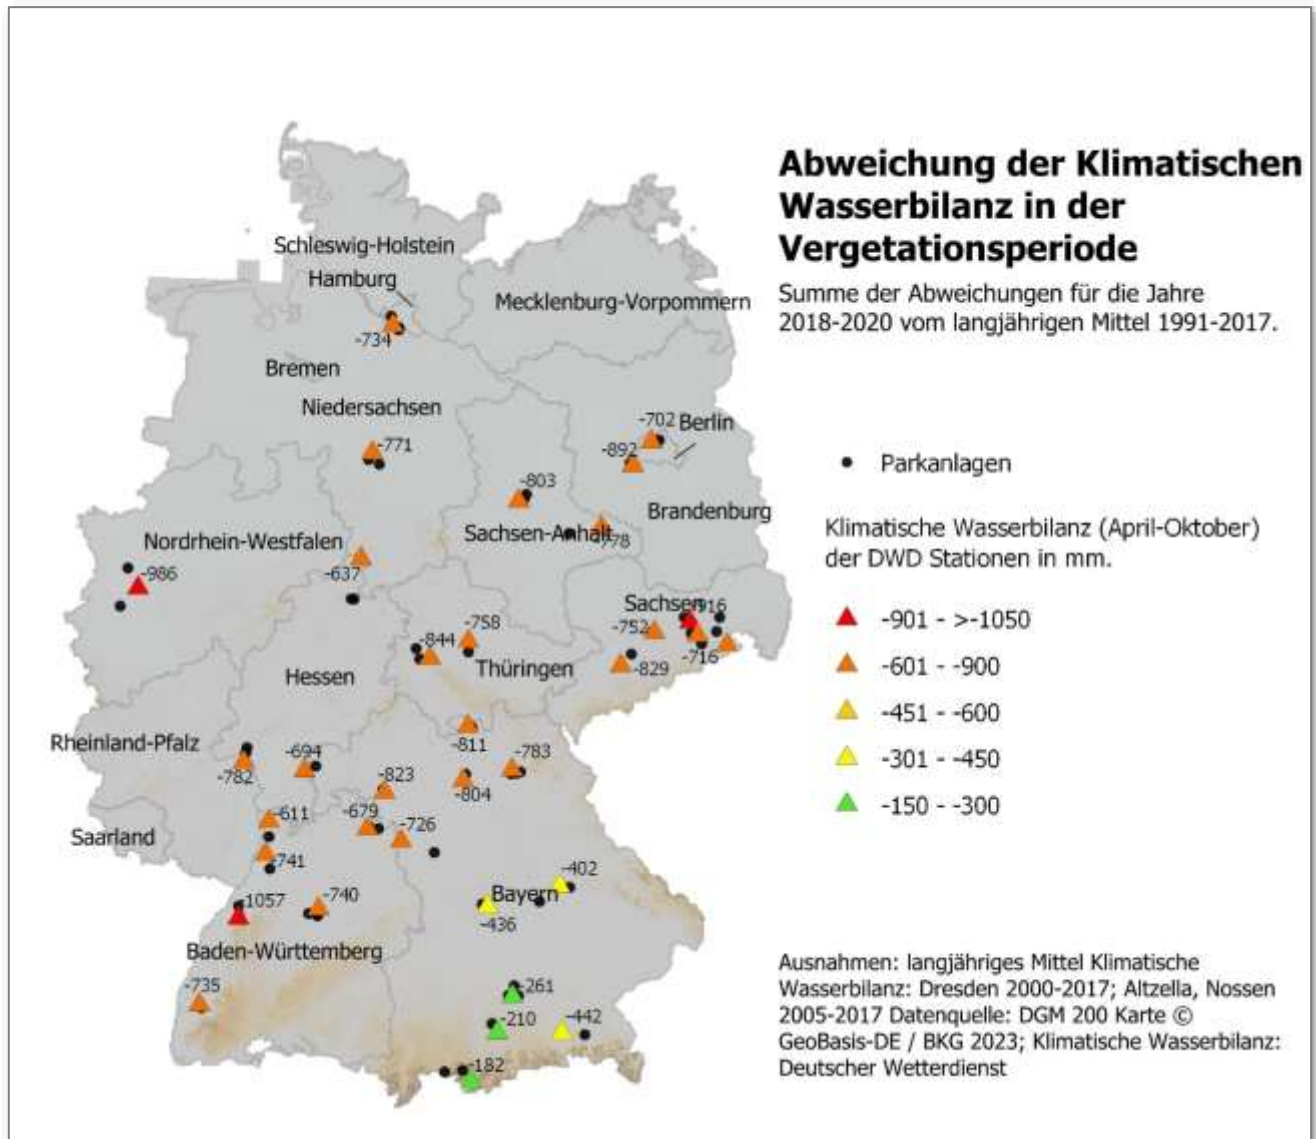 Abweichung der Klimatischen
Wasserbilanz in der
Vergetationsperiode
Summe der Abweichungen für die Jahre
2018-2020 vom langjährigen Mittel 1991-2017.
Schleswig-Holstein
Hamburg
Mecklenburg-Vorpommern
-734
Bremen
Niedersachsen
-702
Berlin
-771
-892
-803
Brandenburg
Sachsen-Anhalt
-778
Nordrhein-Westfalen
-986
-637
Sachsen
-916
-758
-752
-844
-716
Thüringen
-829
Hessen
Rheinland-Pfalz
-694
-811
-783
-782
-823
-804
-611
-679
-726
Saarland
-741
-402
-1057
-740
Bayern
-436
Baden-Württemberg
-735
-261
-210
-442
-182
Parkanlagen
Klimatische Wasserbilanz (April-Oktober)
der DWD Stationen in mm.
-901 - >-1050
-601 - -900
-451 - -600
-301 - -450
-150 - -300
Ausnahmen: langjähriges Mittel Klimatische
Wasserbilanz: Dresden 2000-2017; Altzella, Nossen
2005-2017 Datenquelle: DGM 200 Karte ©
GeoBasis-DE / BKG 2023; Klimatische Wasserbilanz:
Deutscher Wetterdienst